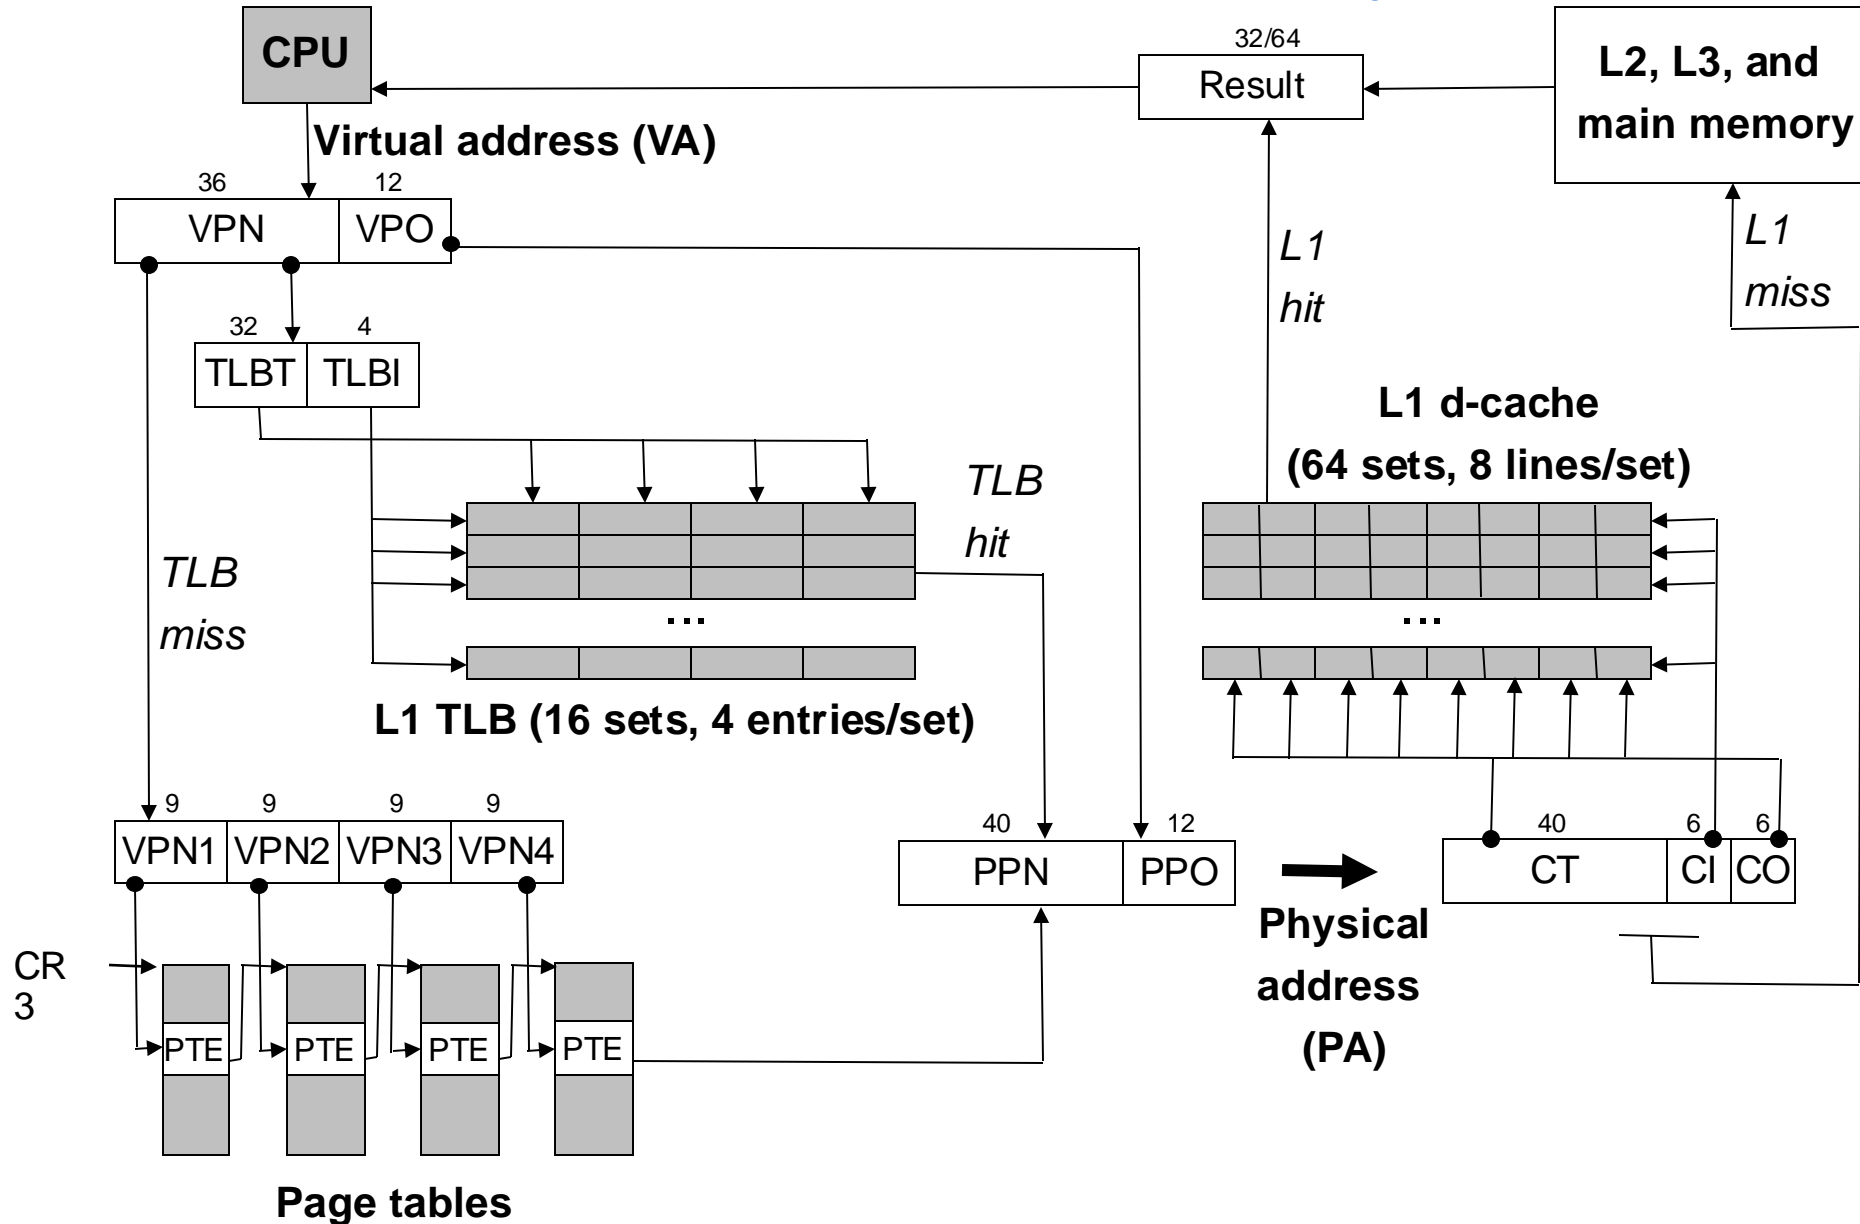 CPU
32/64
Result
L2, L3, and
main memory
Virtual address (VA)
36 12
VPN VPO
L1
hit
L1
miss
32 4
TLBT TLBI
L1 d-cache
(64 sets, 8 lines/set)
TLB
hit
TLB
miss
...
...
L1 TLB (16 sets, 4 entries/set)
9 9 9 9
VPN1 VPN2 VPN3 VPN4
40 12
PPN PPO
40 6 6
CT CI CO
Physical
address
(PA)
CR
3
PTE PTE PTE PTE
Page tables